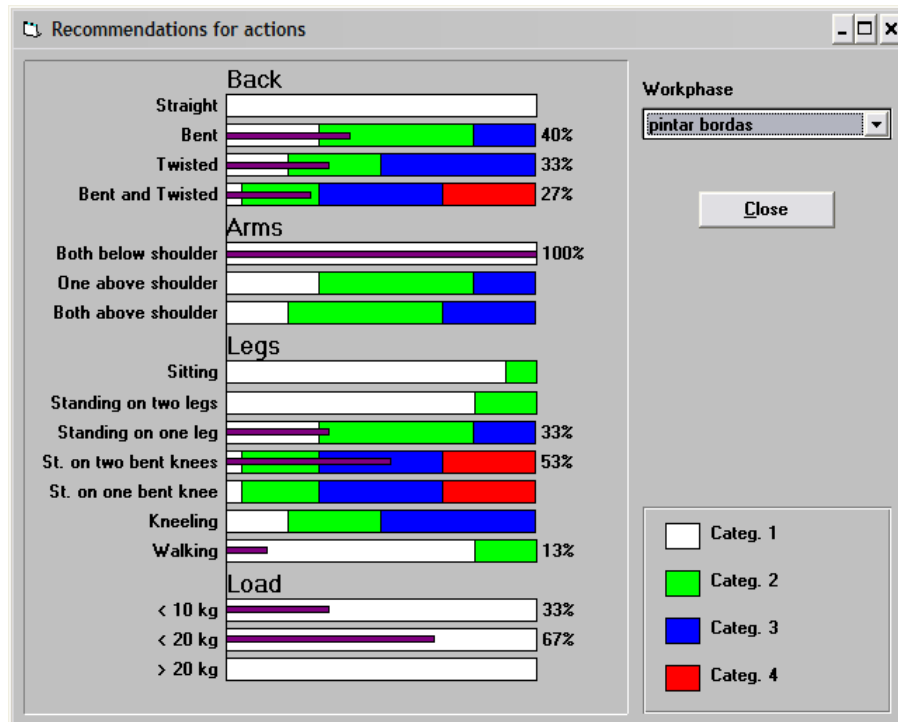 Recommendations for actions
Back
Straight
Bent 40%
Twisted 33%
Bent and Twisted 27%
Arms
Both below shoulder 100%
One above shoulder
Both above shoulder
Legs
Sitting
Standing on two legs
Standing on one leg 33%
St. on two bent knees 53%
St. on one bent knee
Kneeling
Walking 13%
Load
< 10 kg 33%
< 20 kg 67%
> 20 kg
Workphase
pintar bordas
Close
Categ. 1
Categ. 2
Categ. 3
Categ. 4